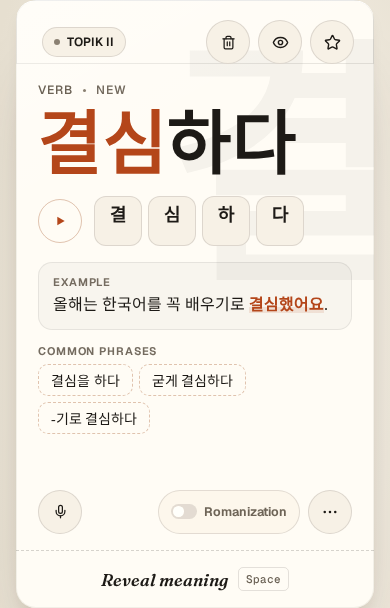 TOPIK II
VERB • NEW
결심하다
결 심 하 다
EXAMPLE
올해는 한국어를 꼭 배우기로 결심했어요.
COMMON PHRASES
결심을 하다 굳게 결심하다
-기로 결심하다
Romanization
Reveal meaning Space